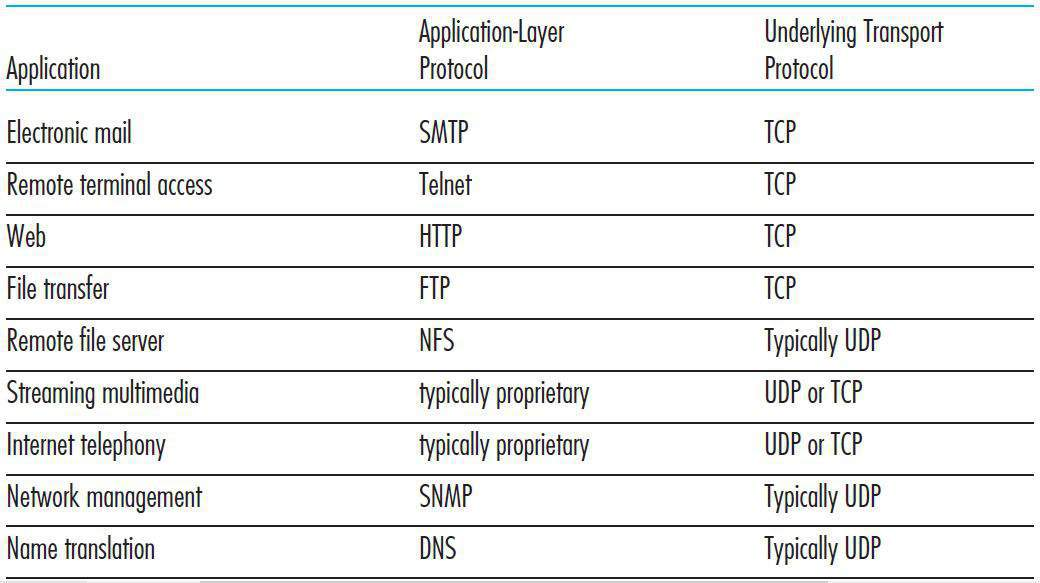 Application Application-Layer Protocol Underlying Transport Protocol
Electronic mail SMTP TCP
Remote terminal access Telnet TCP
Web HTTP TCP
File transfer FTP TCP
Remote file server NFS Typically UDP
Streaming multimedia typically proprietary UDP or TCP
Internet telephony typically proprietary UDP or TCP
Network management SNMP Typically UDP
Name translation DNS Typically UDP